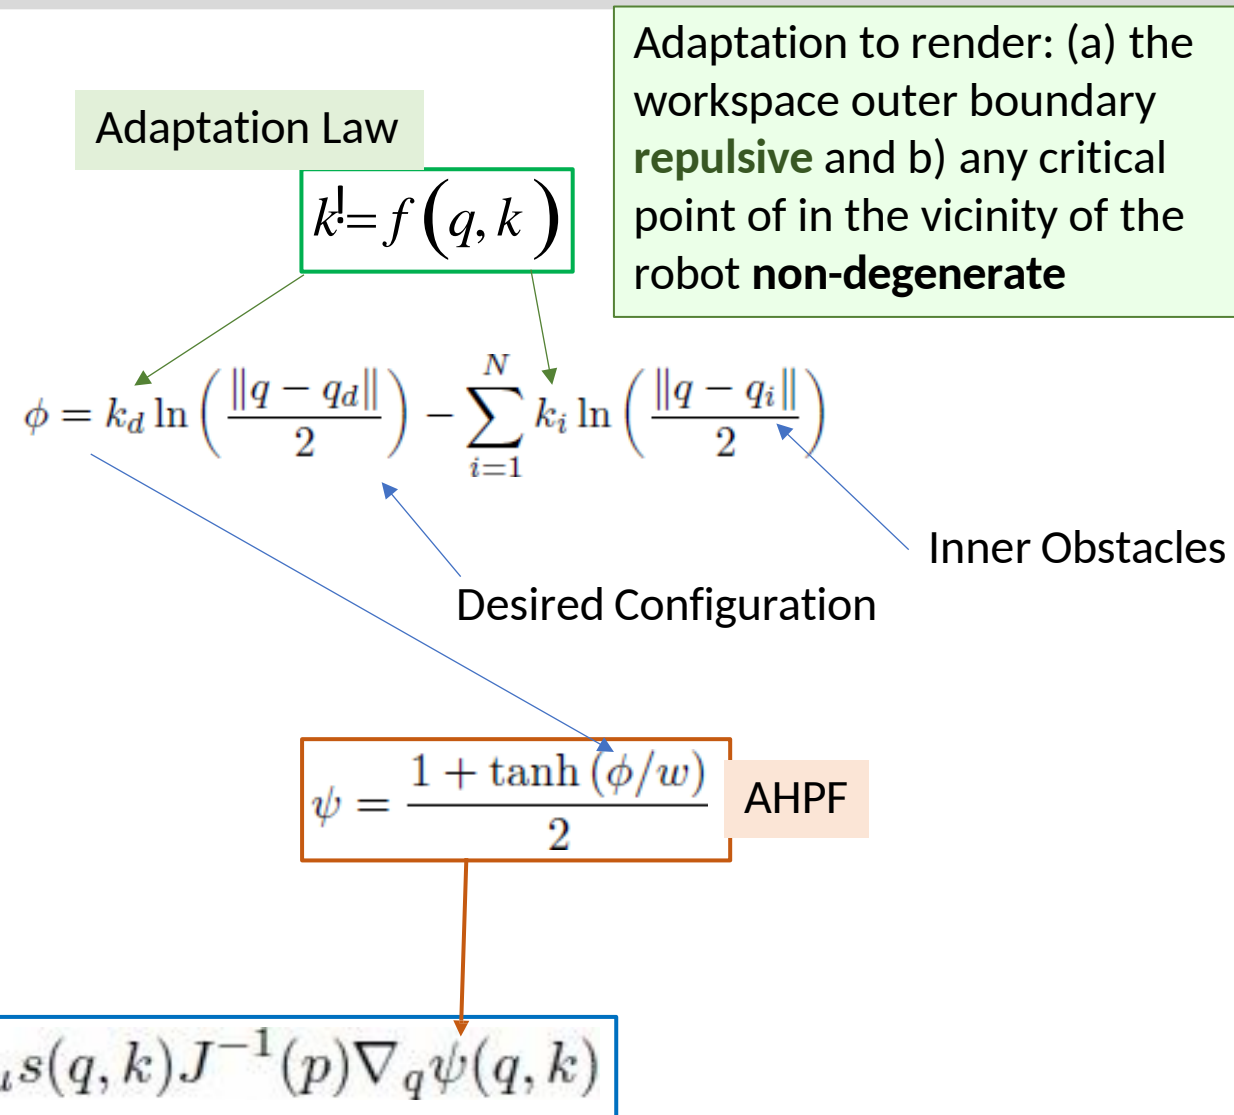 Adaptation to render: (a) the
workspace outer boundary
repulsive and b) any critical
point of in the vicinity of the
robot non-degenerate
Adaptation Law
k!= f (q, k )
ϕ = k_d ln ( ‖q − q_d‖ / 2 ) − ∑_{i=1}^{N} k_i ln ( ‖q − q_i‖ / 2 )
Inner Obstacles
Desired Configuration
ψ = (1 + tanh (ϕ/w)) / 2
AHPF
s(q, k)J^{−1}(p)∇_q ψ(q, k)